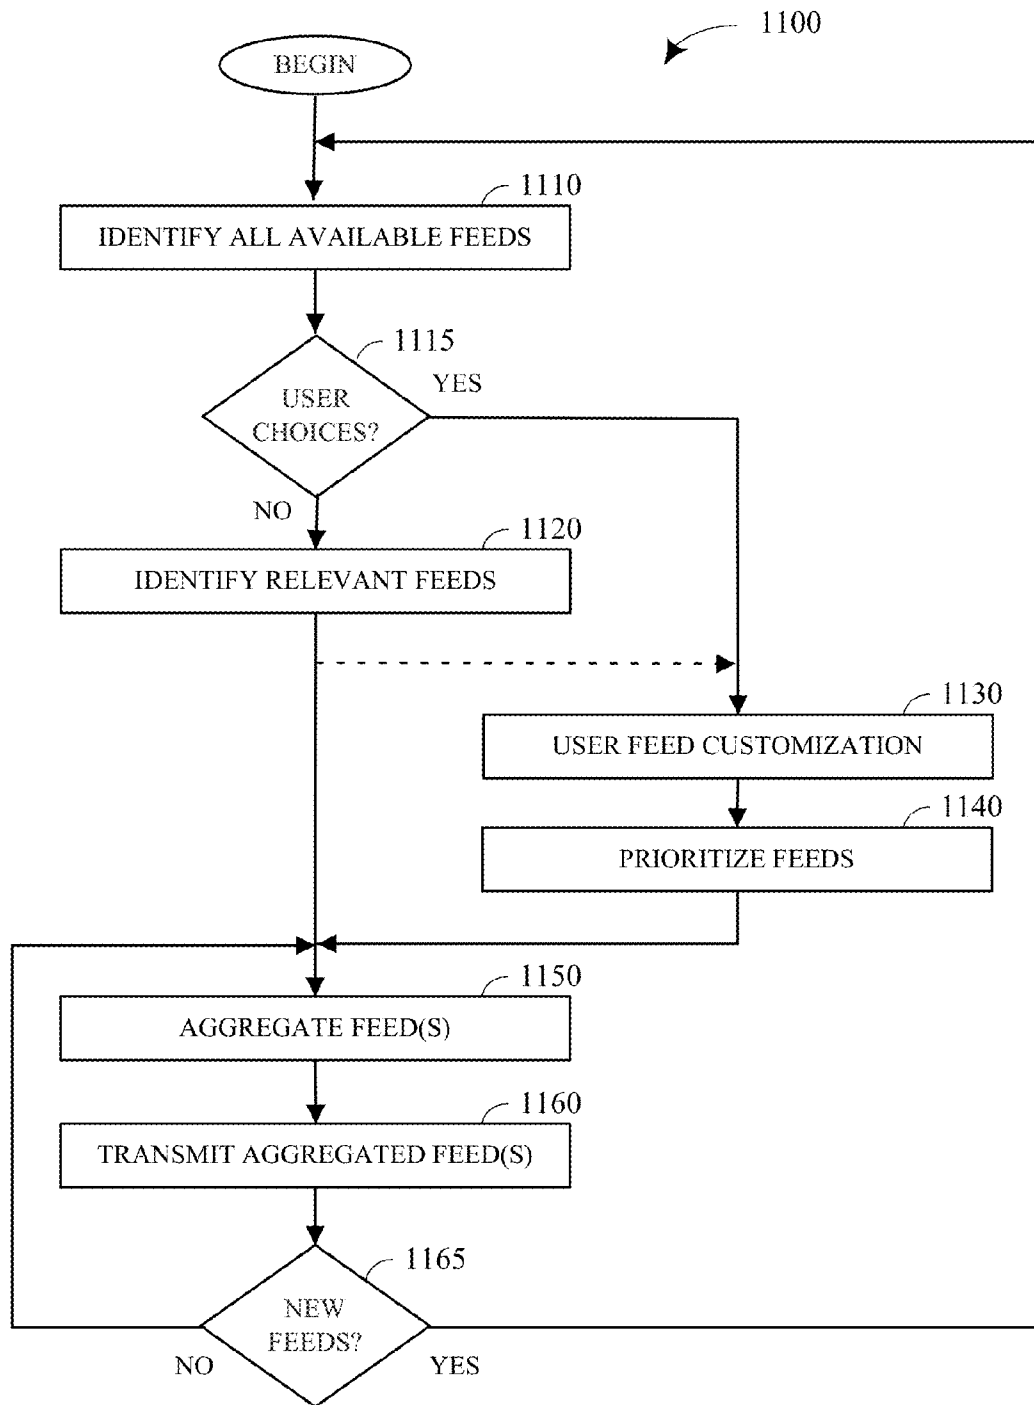 1100
BEGIN
1110
IDENTIFY ALL AVAILABLE FEEDS
1115
YES
USER
CHOICES?
NO
1120
IDENTIFY RELEVANT FEEDS
1130
USER FEED CUSTOMIZATION
1140
PRIORITIZE FEEDS
1150
AGGREGATE FEED(S)
1160
TRANSMIT AGGREGATED FEED(S)
1165
NEW
FEEDS?
NO
YES